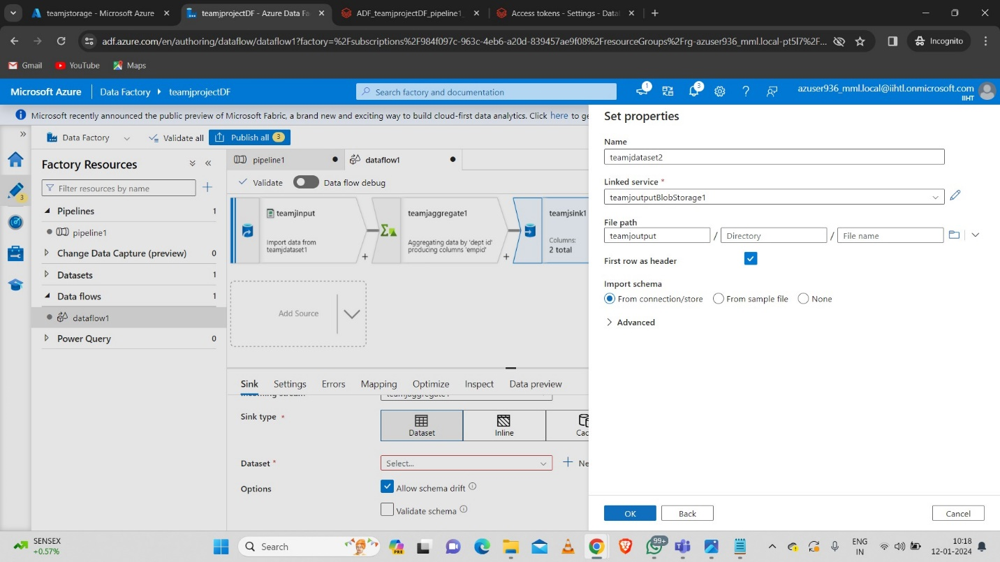 teamjstorage - Microsoft Azure
teamjprojectDF - Azure Data Fa
ADF_teamjprojectDF_pipeline1_
Access tokens - Settings - Data
adf.azure.com/en/authoring/dataflow/dataflow1?factory=%2Fsubscriptions%2F984f097c-963c-4eb6-a20d-839457ae9f08%2FresourceGroups%2Frg-azuser936_mml.local-pt5l7%2F...
Incognito
Gmail
YouTube
Maps
Microsoft Azure
Data Factory
teamjprojectDF
Search factory and documentation
1
3
azuser936_mml.local@iihtl.onmicrosoft.com
IIHT
Microsoft recently announced the public preview of Microsoft Fabric, a brand new and exciting way to build cloud-first data analytics. Click here to ge
Data Factory
Validate all
Publish all 3
Factory Resources
Filter resources by name
Pipelines 1
pipeline1
Change Data Capture (preview) 0
Datasets 1
Data flows 1
dataflow1
Power Query 0
3
pipeline1
dataflow1
Validate
Data flow debug
teamjinput
Import data from
teamjdataset1
teamjaggregate1
Aggregating data by 'dept id'
producing columns 'empid'
teamjsink1
Columns:
2 total
Add Source
Sink
Settings
Errors
Mapping
Optimize
Inspect
Data preview
Sink type *
Dataset
Inline
Cac
Dataset *
Select...
Ne
Options
Allow schema drift
Validate schema
Set properties
Name
teamjdataset2
Linked service *
teamjoutputBlobStorage1
File path
teamjoutput / Directory / File name
First row as header
Import schema
From connection/store
From sample file
None
Advanced
OK
Back
Cancel
SENSEX
+0.57%
Search
PRE
99+
ENG
IN
10:18
12-01-2024